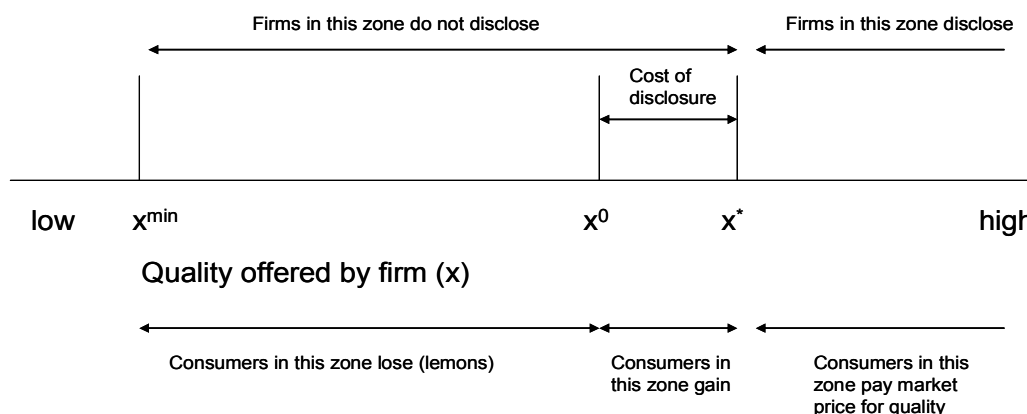 Firms in this zone do not disclose
Firms in this zone disclose
Cost of
disclosure
low
x^min
x^0
x^*
high
Quality offered by firm (x)
Consumers in this zone lose (lemons)
Consumers in
this zone gain
Consumers in this
zone pay market
price for quality